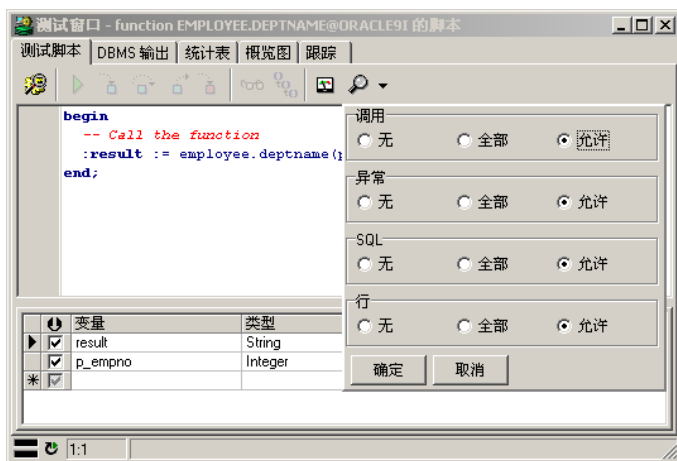 测试窗口 - function EMPLOYEE.DEPTNAME@ORACLE9I 的脚本
测试脚本 DBMS 输出 统计表 概览图 跟踪
begin
-- Call the function
:result := employee.deptname(
end;
调用
无 全部 允许
异常
无 全部 允许
SQL
无 全部 允许
行
无 全部 允许
确定 取消
变量 类型
result String
p_empno Integer
1:1